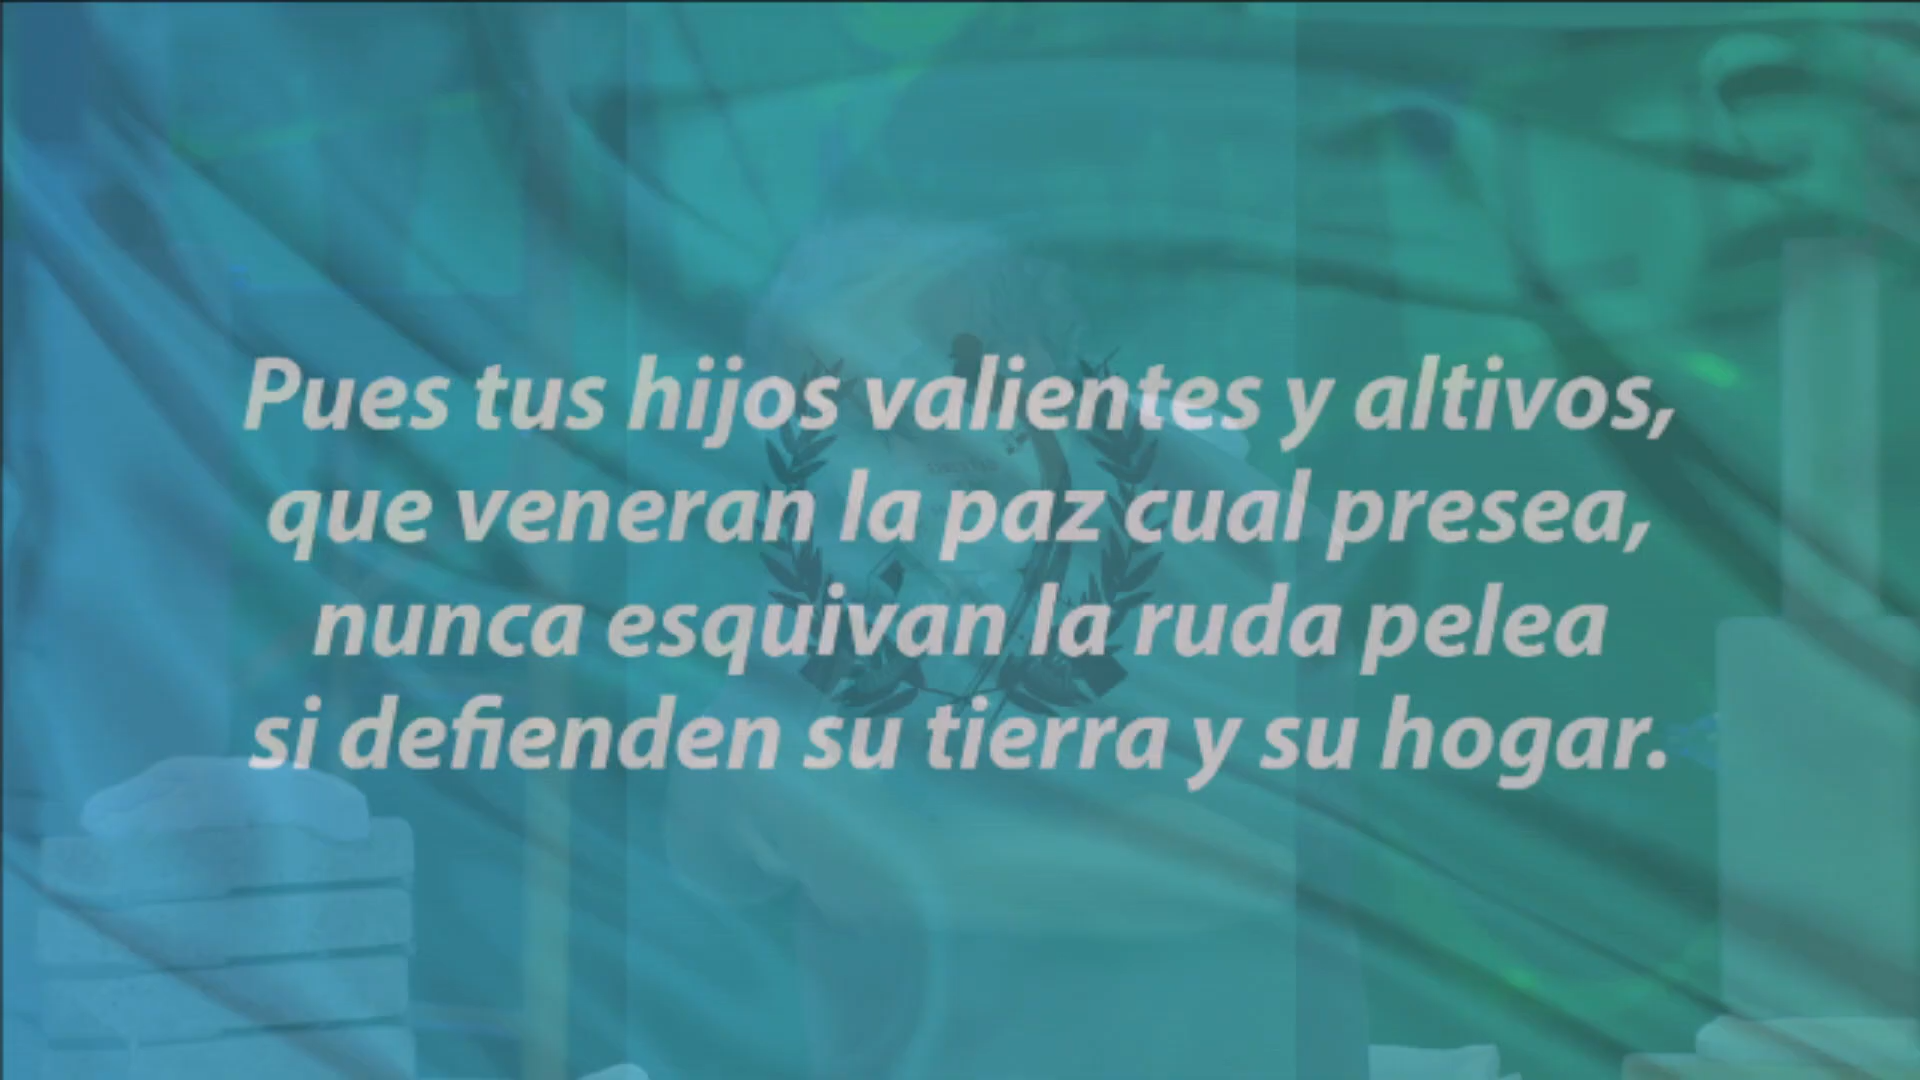 Pues tus hijos valientes y altivos,
que veneran la paz cual presea,
nunca esquivan la ruda pelea
si defienden su tierra y su hogar.